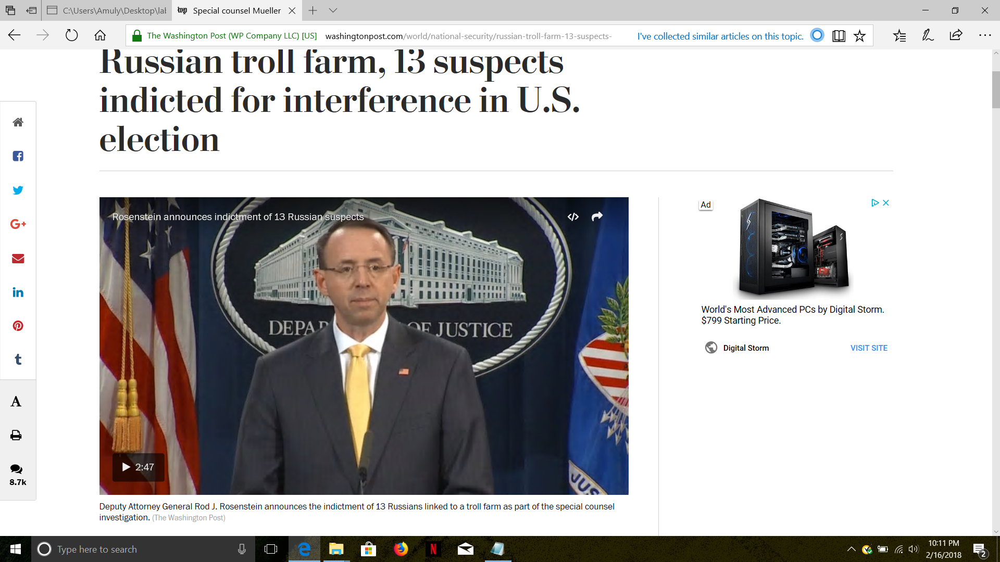 C:\Users\Amuly\Desktop\lal
wp Special counsel Mueller
The Washington Post (WP Company LLC) [US] washingtonpost.com/world/national-security/russian-troll-farm-13-suspects- I've collected similar articles on this topic.
Russian troll farm, 13 suspects
indicted for interference in U.S.
election
G+
in
t
A
8.7k
Rosenstein announces indictment of 13 Russian suspects
DEPA OF JUSTICE
JUS
2:47
Deputy Attorney General Rod J. Rosenstein announces the indictment of 13 Russians linked to a troll farm as part of the special counsel
investigation. (The Washington Post)
Ad
World's Most Advanced PCs by Digital Storm.
$799 Starting Price.
Digital Storm VISIT SITE
Type here to search
N
10:11 PM
2/16/2018
2